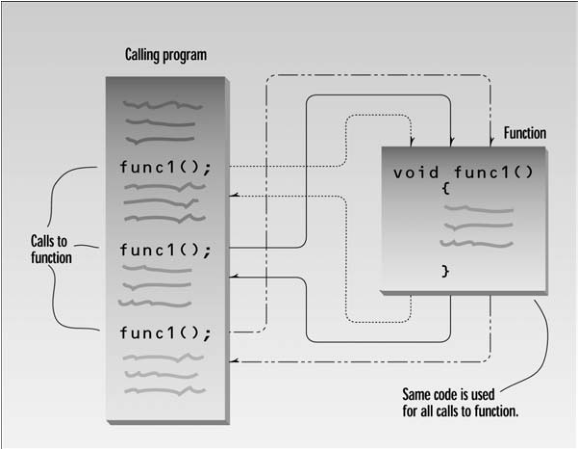 Calling program
Function
func1();
void func1()
{
}
func1();
func1();
Calls to
function
Same code is used
for all calls to function.